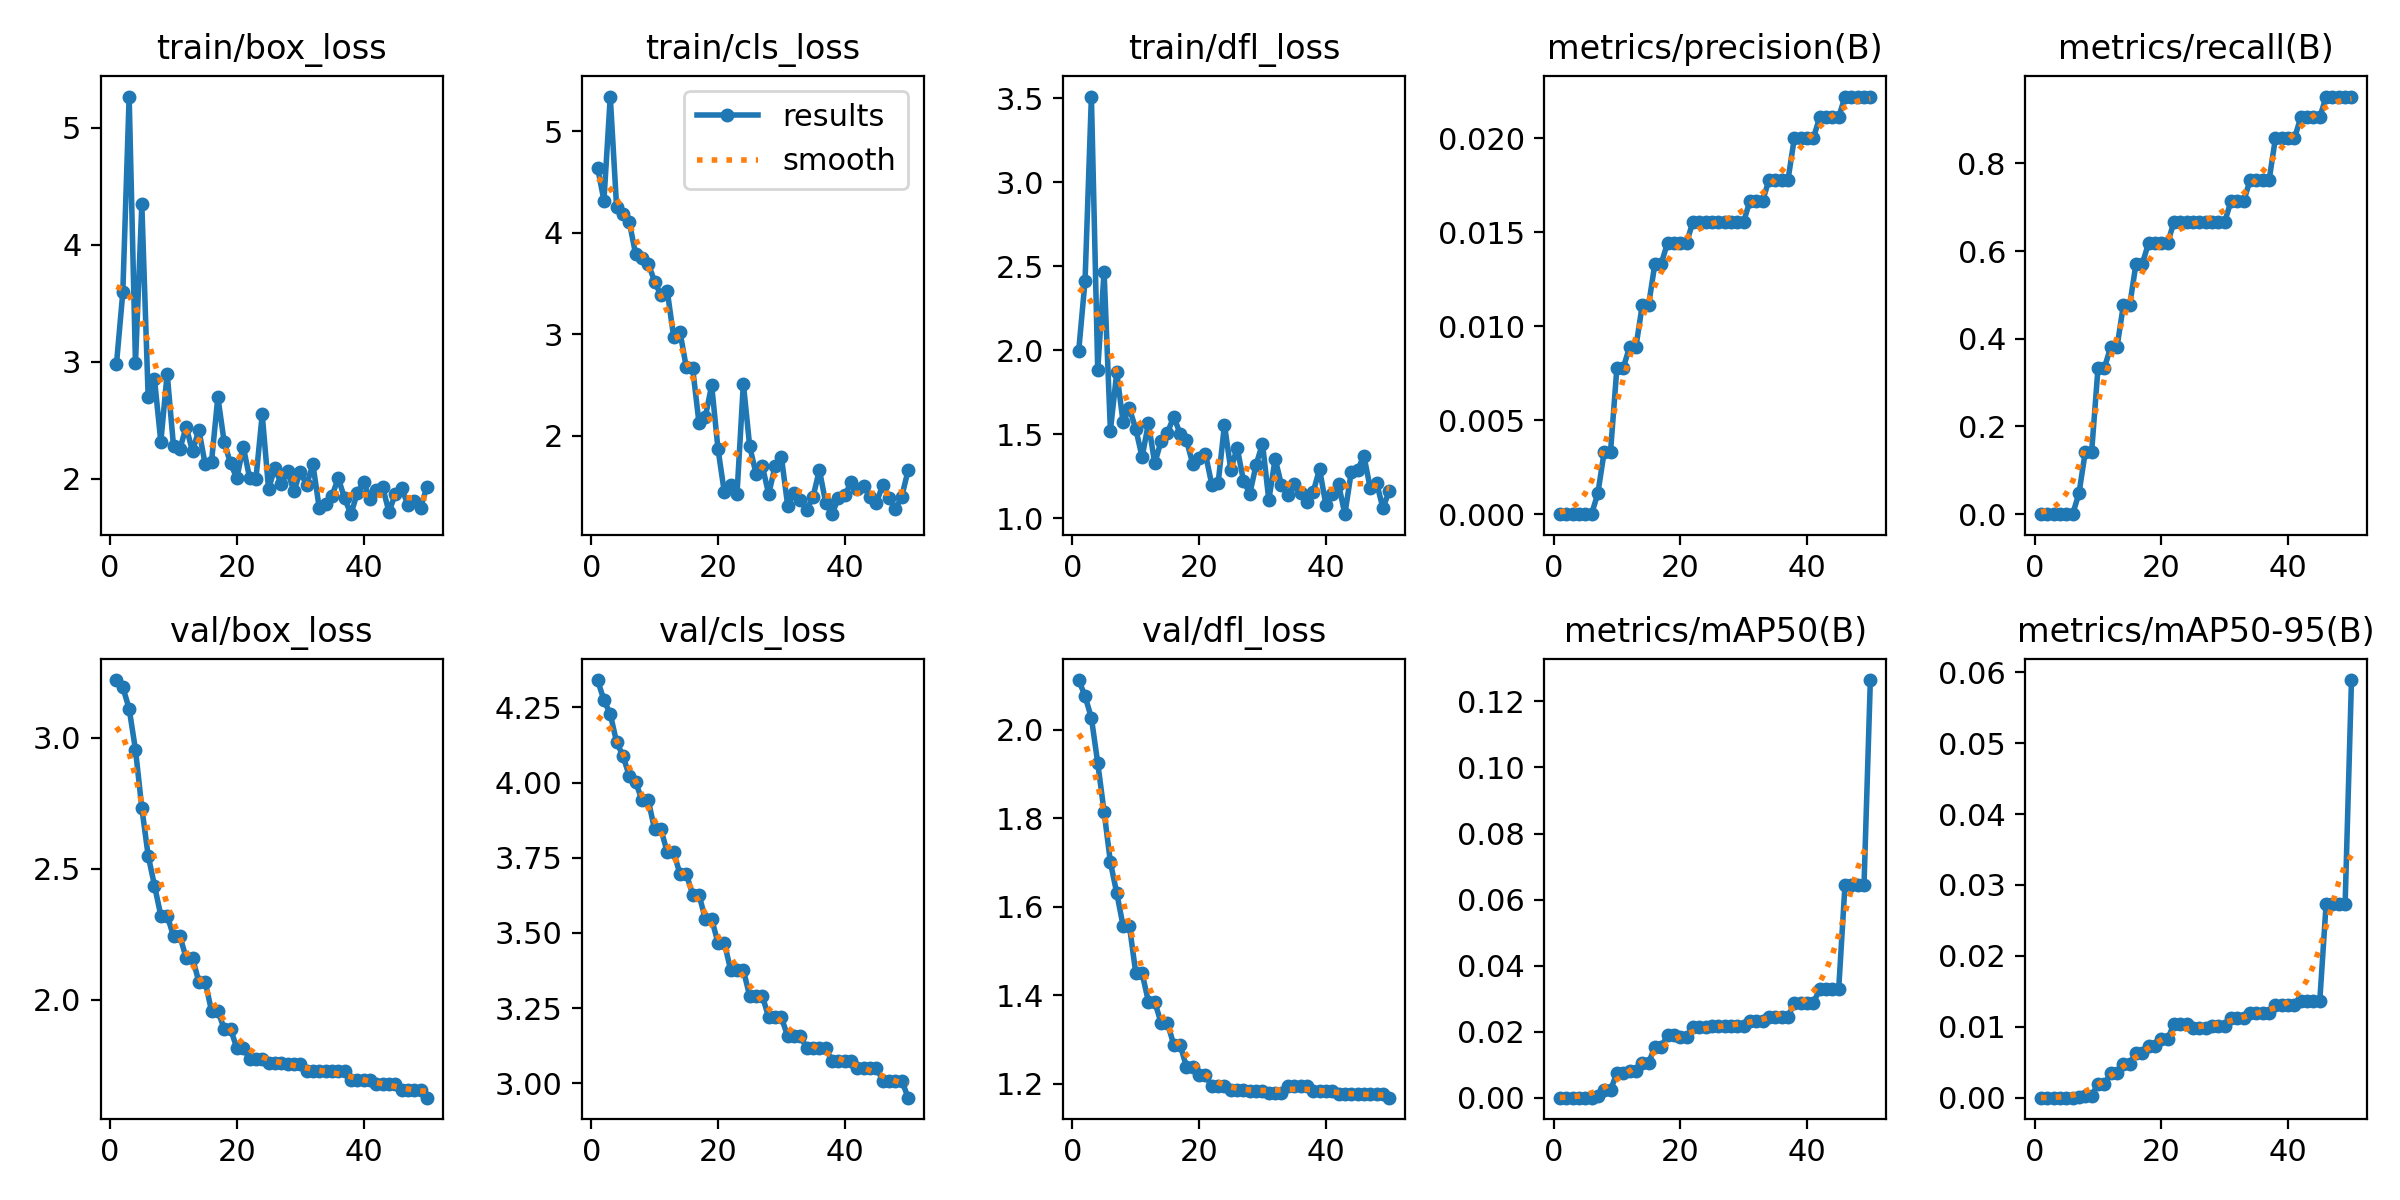 train/box_loss
5
4
3
2
0 20 40
train/cls_loss
results
smooth
5
4
3
2
0 20 40
train/dfl_loss
3.5
3.0
2.5
2.0
1.5
1.0
0 20 40
metrics/precision(B)
0.020
0.015
0.010
0.005
0.000
0 20 40
metrics/recall(B)
0.8
0.6
0.4
0.2
0.0
0 20 40
val/box_loss
3.0
2.5
2.0
0 20 40
val/cls_loss
4.25
4.00
3.75
3.50
3.25
3.00
0 20 40
val/dfl_loss
2.0
1.8
1.6
1.4
1.2
0 20 40
metrics/mAP50(B)
0.12
0.10
0.08
0.06
0.04
0.02
0.00
0 20 40
metrics/mAP50-95(B)
0.06
0.05
0.04
0.03
0.02
0.01
0.00
0 20 40